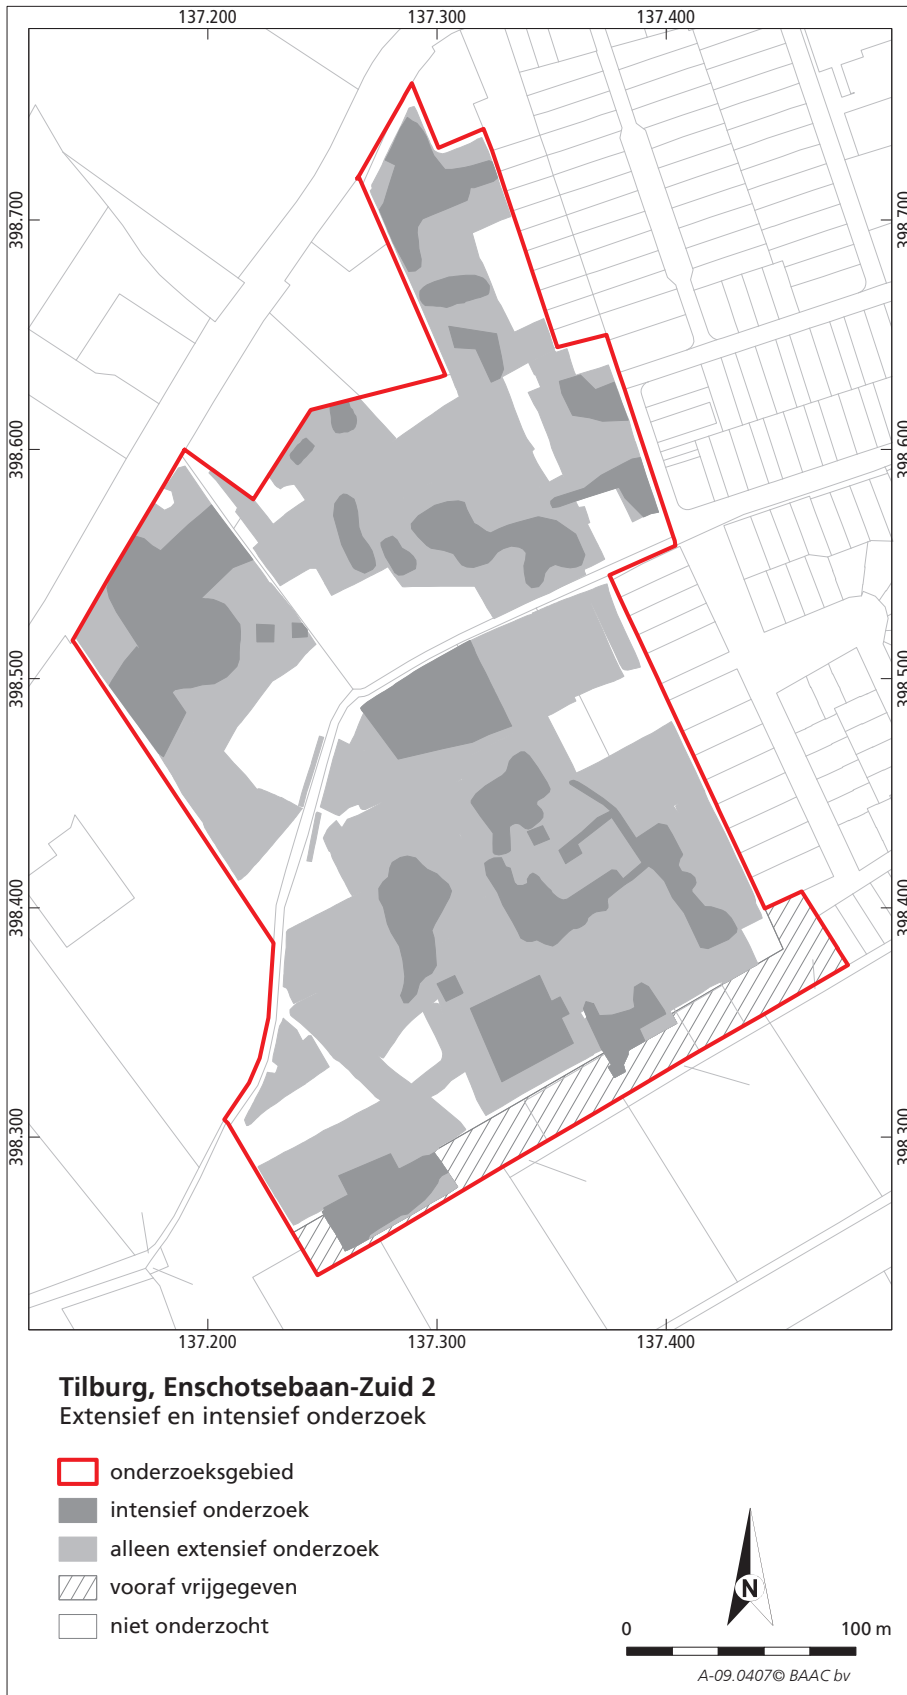 137.200 137.300 137.400
398.700 398.700
398.600 398.600
398.500 398.500
398.400 398.400
398.300 398.300
137.200 137.300 137.400
Tilburg, Enschotsebaan-Zuid 2
Extensief en intensief onderzoek
onderzoeksgebied
intensief onderzoek
alleen extensief onderzoek
vooraf vrijgegeven
niet onderzocht
N
0 100 m
A-09.0407© BAAC bv